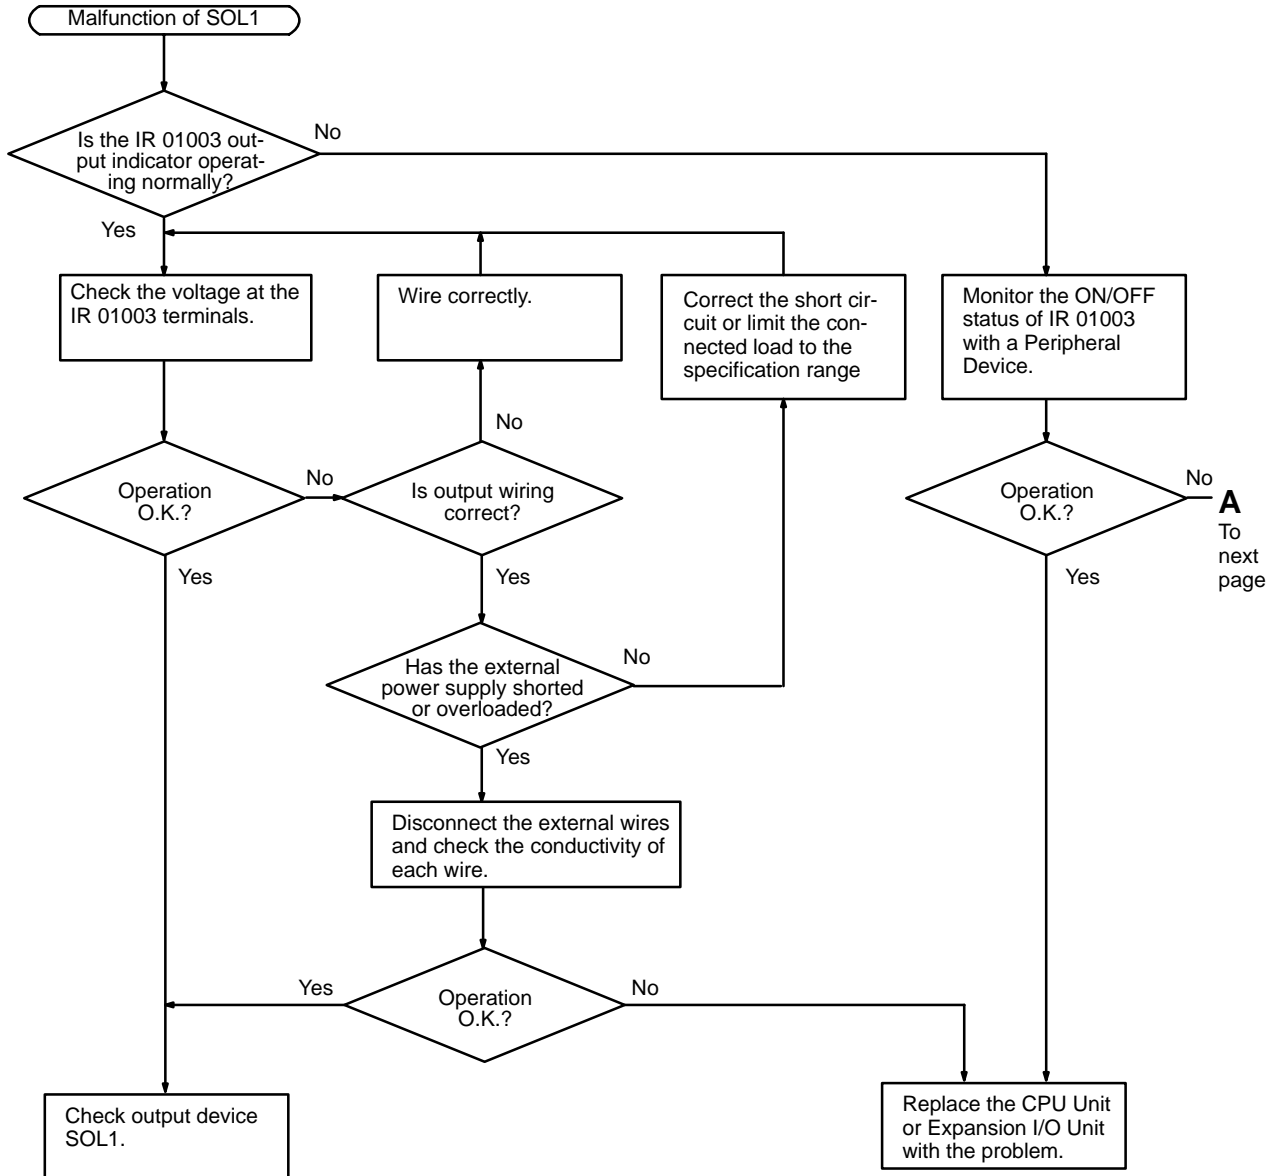 Malfunction of SOL1
Is the IR 01003 out-
put indicator operat-
ing normally?
No
Yes
Check the voltage at the
IR 01003 terminals.
Wire correctly.
Correct the short cir-
cuit or limit the con-
nected load to the
specification range
Monitor the ON/OFF
status of IR 01003
with a Peripheral
Device.
No
Operation
O.K.?
No
Is output wiring
correct?
Operation
O.K.?
No
A
To
next
page
Yes
Yes
Yes
Has the external
power supply shorted
or overloaded?
No
Yes
Disconnect the external wires
and check the conductivity of
each wire.
Yes
Operation
O.K.?
No
Check output device
SOL1.
Replace the CPU Unit
or Expansion I/O Unit
with the problem.